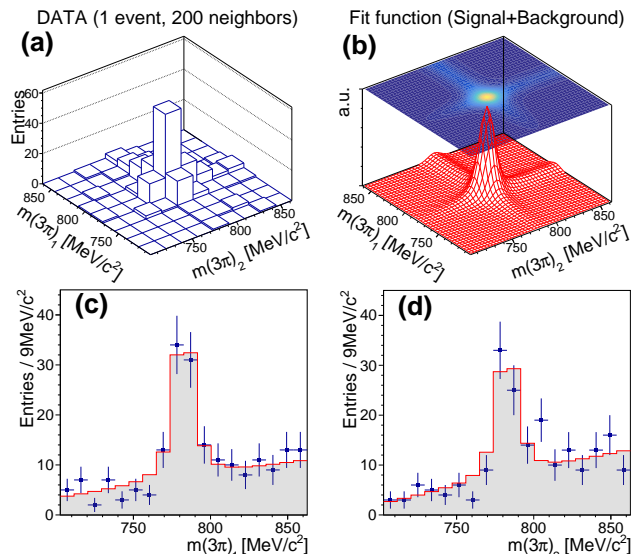 DATA (1 event, 200 neighbors)
Fit function (Signal+Background)
(a)
(b)
Entries
60
40
20
0
850
800
750
m(3π)1 [MeV/c²]
750
800
850
m(3π)2 [MeV/c²]
a.u.
850
800
750
m(3π)1 [MeV/c²]
750
800
850
m(3π)2 [MeV/c²]
(c)
Entries / 9MeV/c²
40
30
20
10
0
750
800
850
m(3π) [MeV/c²]
(d)
Entries / 9MeV/c²
40
30
20
10
0
750
800
850
m(3π) [MeV/c²]